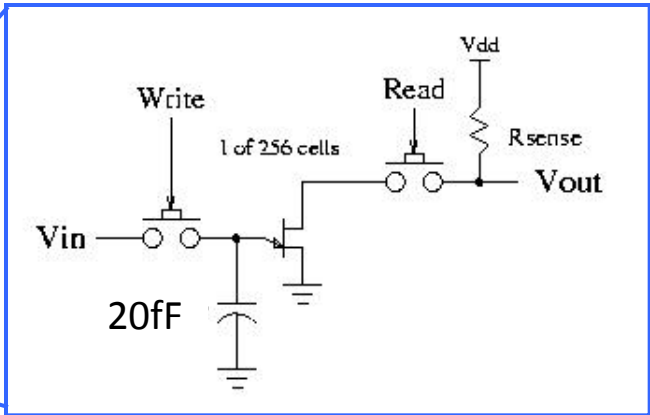 Vdd
Write
Read
1 of 256 cells
Rsense
Vin
Vout
20fF